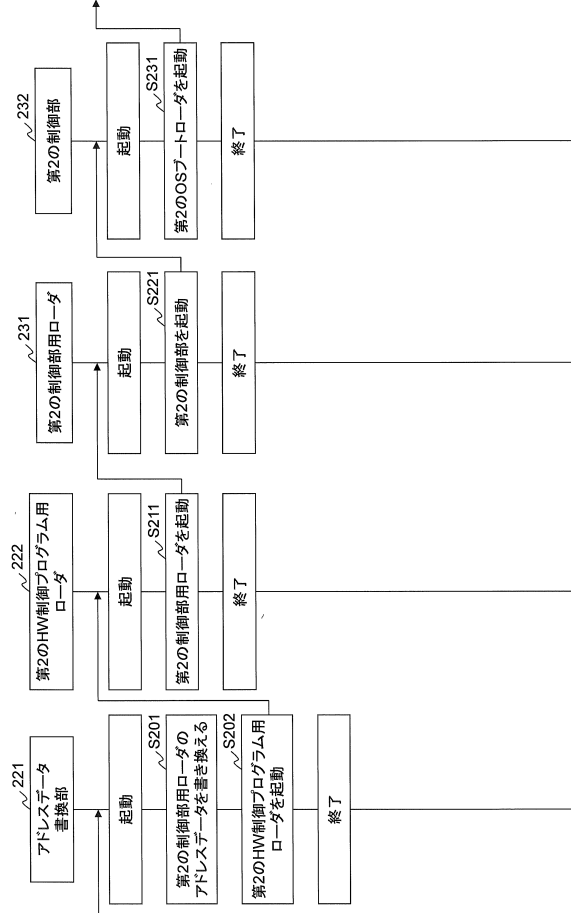 221
アドレスデータ
書換部
起動
S201
第2の制御部用ローダの
アドレスデータを書き換える
S202
第2のHW制御プログラム用
ローダを起動
終了
222
第2のHW制御プログラム用
ローダ
起動
S211
第2の制御部用ローダを起動
終了
231
第2の制御部用ローダ
起動
S221
第2の制御部を起動
終了
232
第2の制御部
起動
S231
第2のOSブートローダを起動
終了